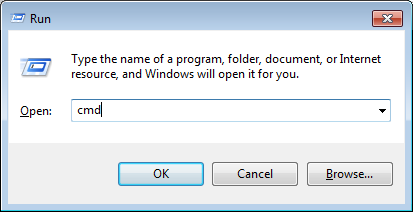 Run
Type the name of a program, folder, document, or Internet
resource, and Windows will open it for you.
Open: cmd
OK Cancel Browse...